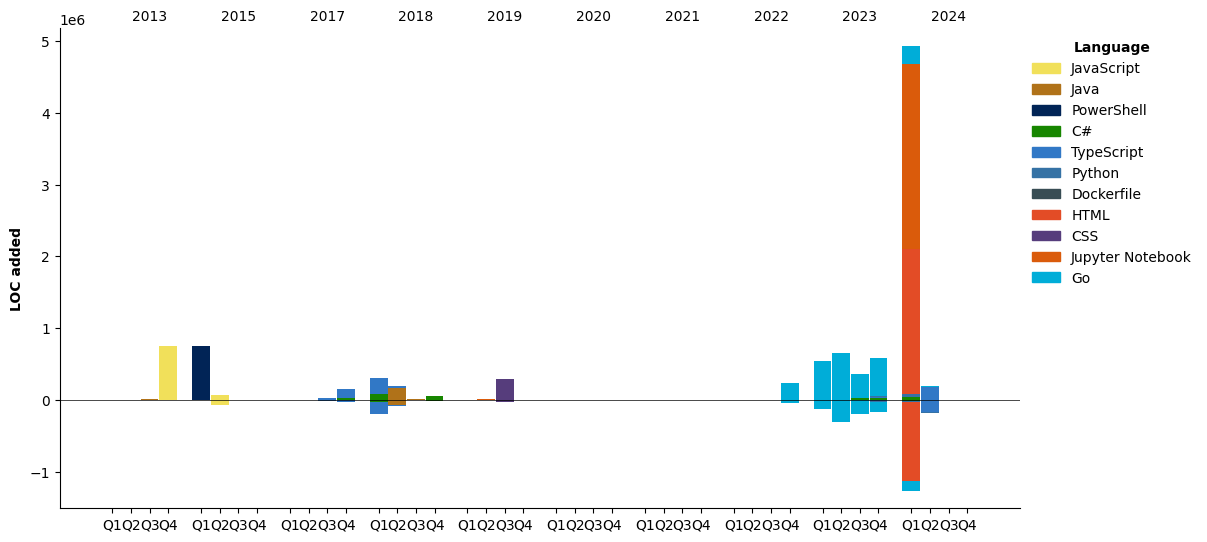 2013 2015 2017 2018 2019 2020 2021 2022 2023 2024
1e6
5
4
3
2
1
0
−1
LOC added
Q1Q2Q3Q4 Q1Q2Q3Q4 Q1Q2Q3Q4 Q1Q2Q3Q4 Q1Q2Q3Q4 Q1Q2Q3Q4 Q1Q2Q3Q4 Q1Q2Q3Q4 Q1Q2Q3Q4 Q1Q2Q3Q4
Language
JavaScript
Java
PowerShell
C#
TypeScript
Python
Dockerfile
HTML
CSS
Jupyter Notebook
Go